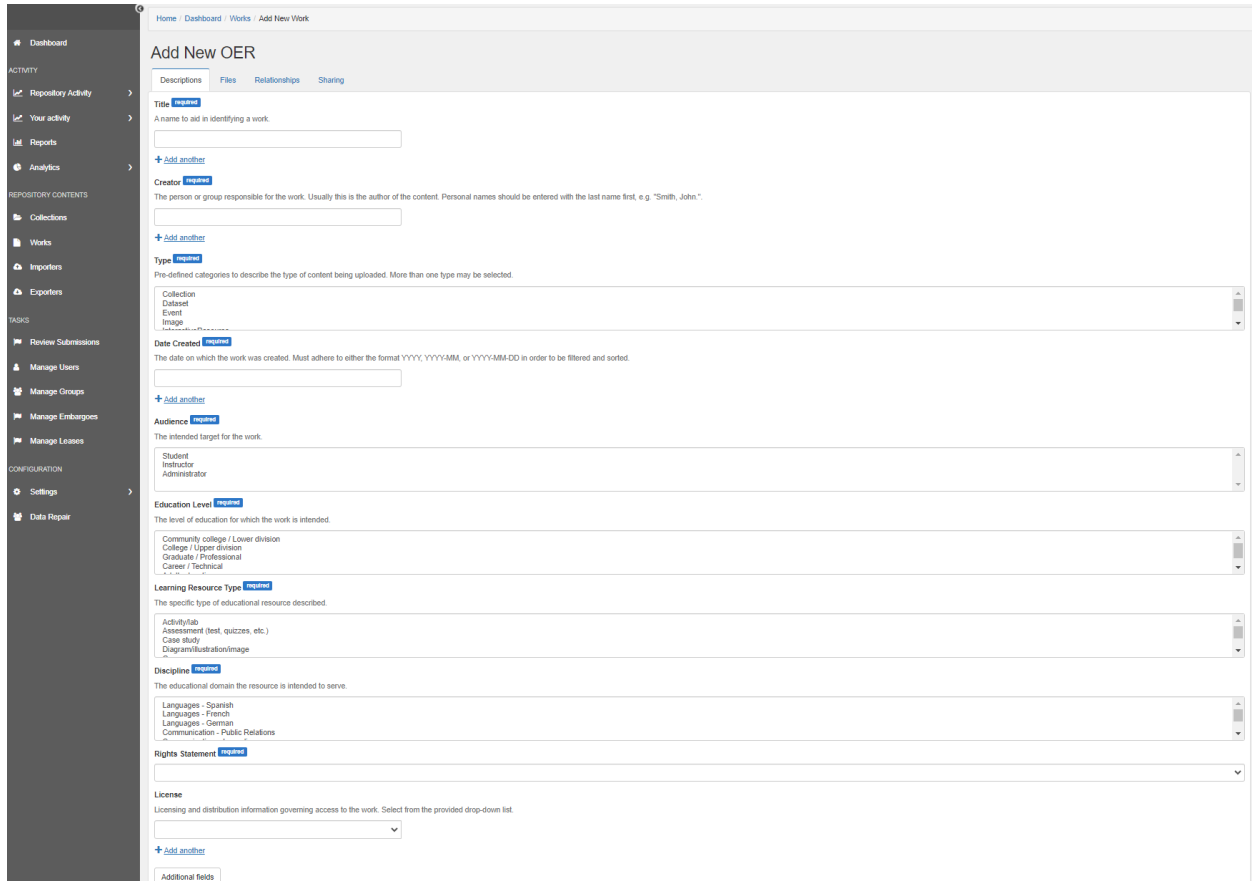 Home / Dashboard / Works / Add New Work
Dashboard
ACTIVITY
Repository Activity
Your activity
Reports
Analytics
REPOSITORY CONTENTS
Collections
Works
Importers
Exporters
TASKS
Review Submissions
Manage Users
Manage Groups
Manage Embargoes
Manage Leases
CONFIGURATION
Settings
Data Repair
Add New OER
Descriptions Files Relationships Sharing
Title required
A name to aid in identifying a work.
+ Add another
Creator required
The person or group responsible for the work. Usually this is the author of the content. Personal names should be entered with the last name first, e.g. "Smith, John.".
+ Add another
Type required
Pre-defined categories to describe the type of content being uploaded. More than one type may be selected.
Collection
Dataset
Event
Image
Date Created required
The date on which the work was created. Must adhere to either the format YYYY, YYYY-MM, or YYYY-MM-DD in order to be filtered and sorted.
+ Add another
Audience required
The intended target for the work.
Student
Instructor
Administrator
Education Level required
The level of education for which the work is intended.
Community college / Lower division
College / Upper division
Graduate / Professional
Career / Technical
Learning Resource Type required
The specific type of educational resource described.
Activity/lab
Assessment (test, quizzes, etc.)
Case study
Diagram/illustration/image
Discipline required
The educational domain the resource is intended to serve.
Languages - Spanish
Languages - French
Languages - German
Communication - Public Relations
Rights Statement required
License
Licensing and distribution information governing access to the work. Select from the provided drop-down list.
+ Add another
Additional fields